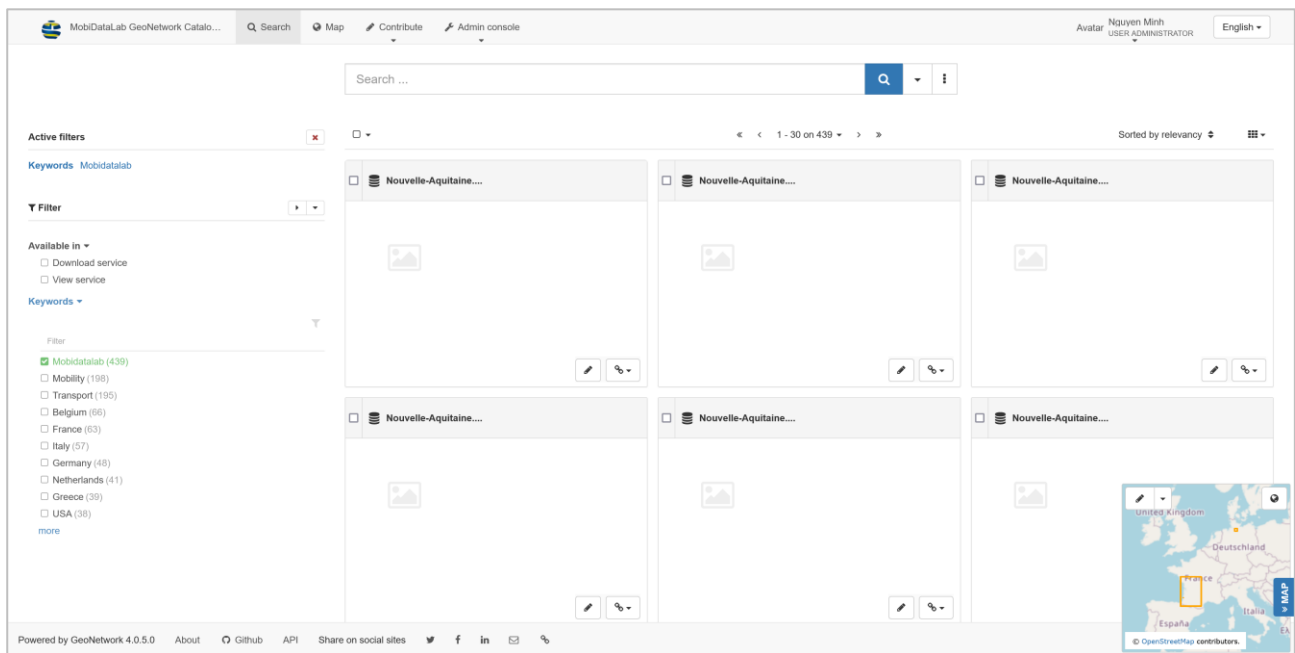 MobiDataLab GeoNetwork Catalo...
Search
Map
Contribute
Admin console
Avatar
Nguyen Minh
USER ADMINISTRATOR
English
Search ...
Active filters
1 - 30 on 439
Sorted by relevancy
Keywords Mobidatalab
Nouvelle-Aquitaine....
Nouvelle-Aquitaine....
Nouvelle-Aquitaine....
Filter
Available in
Download service
View service
Keywords
Filter
Mobidatalab (439)
Mobility (198)
Transport (195)
Belgium (66)
France (63)
Italy (57)
Germany (48)
Netherlands (41)
Greece (39)
USA (38)
more
Nouvelle-Aquitaine....
Nouvelle-Aquitaine....
Nouvelle-Aquitaine....
United Kingdom
Deutschland
France
Italia
España
MAP
© OpenStreetMap contributors.
Powered by GeoNetwork 4.0.5.0
About
Github
API
Share on social sites